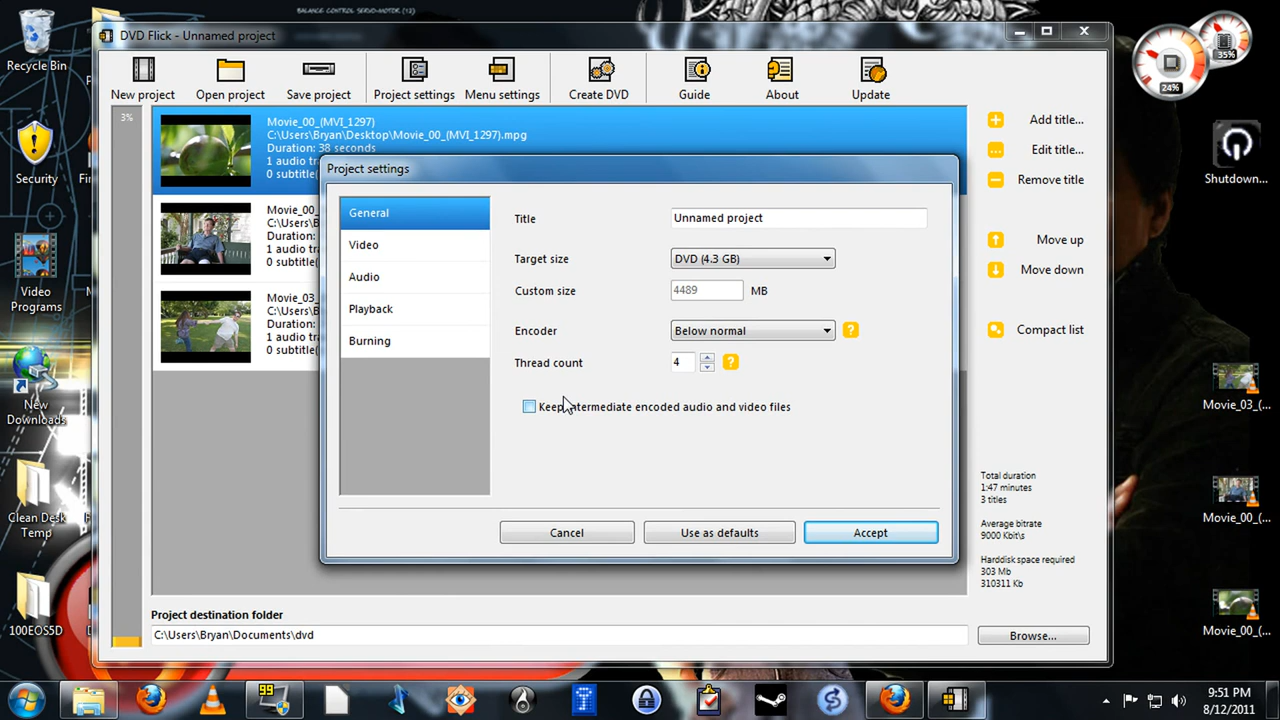 BALANCE CONTROL SERVO-MOTOR (12)
Recycle Bin
Security
Video Programs
New Downloads
Clean Desk Temp
100EOS5D
DVD Flick - Unnamed project
New project
Open project
Save project
Project settings
Menu settings
Create DVD
Guide
About
Update
3%
Movie_00_(MVI_1297)
C:\Users\Bryan\Desktop\Movie_00_(MVI_1297).mpg
Duration: 38 seconds
1 audio
0 subtitle(
Movie_00
C:\Users\B
Duration:
1 audio tra
0 subtitle(s
Movie_03_
C:\Users\B
Duration:
1 audio tra
0 subtitle(s
Project settings
General
Video
Audio
Playback
Burning
Title
Unnamed project
Target size
DVD (4.3 GB)
Custom size
4489
MB
Encoder
Below normal
?
Thread count
4
?
Keep intermediate encoded audio and video files
Cancel
Use as defaults
Accept
Add title...
Edit title...
Remove title
Move up
Move down
Compact list
Total duration
1:47 minutes
3 titles
Average bitrate
9000 Kbit\s
Harddisk space required
303 Mb
310311 Kb
Project destination folder
C:\Users\Bryan\Documents\dvd
Browse...
35%
24%
Shutdown...
Movie_03_(...
Movie_00_(...
Movie_00_(...
99
9:51 PM
8/12/2011